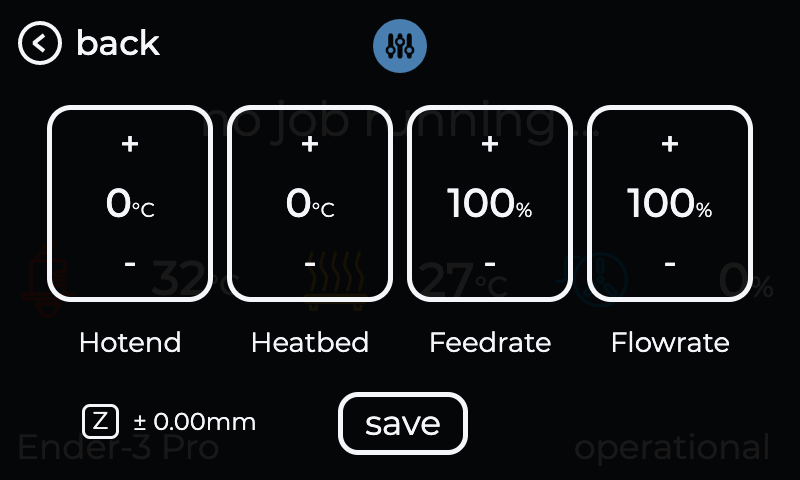 back
no job running ...
+ + + +
0°C 0°C 100% 100%
- - - -
32°C 27°C 0%
Hotend Heatbed Feedrate Flowrate
Z ± 0.00mm save
Ender-3 Pro operational